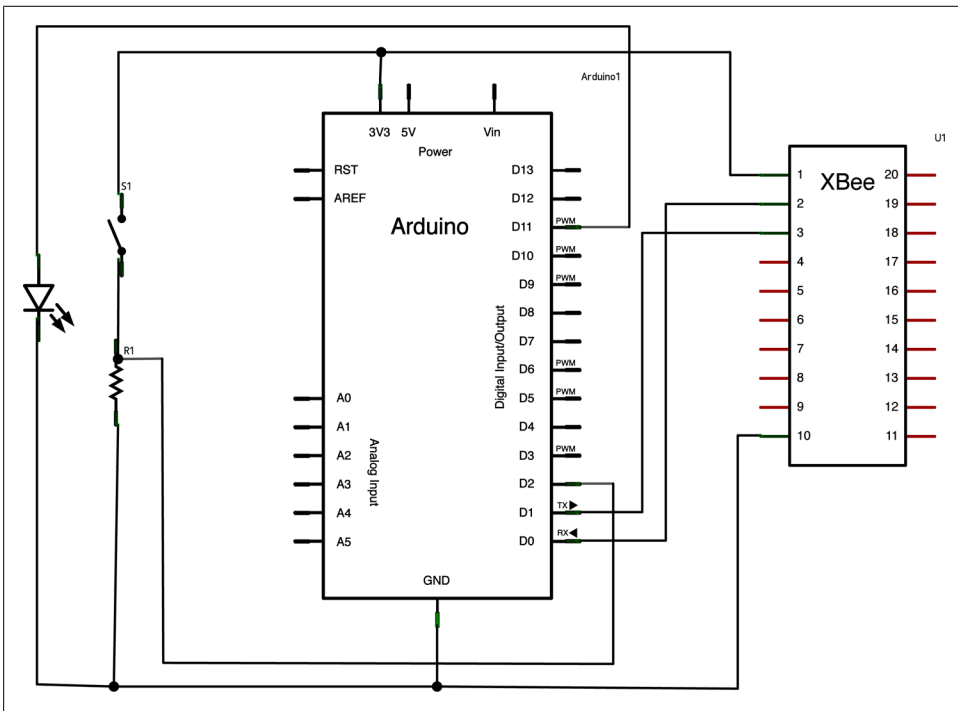 Arduino1
3V3 5V Vin
Power
RST
AREF
Arduino
D13
D12
D11 PWM
D10 PWM
D9 PWM
D8
D7
D6 PWM
D5 PWM
D4
D3 PWM
D2
D1 TX
D0 RX
Digital Input/Output
A0
A1
A2
A3
A4
A5
Analog Input
GND
S1
R1
U1
XBee
1 20
2 19
3 18
4 17
5 16
6 15
7 14
8 13
9 12
10 11